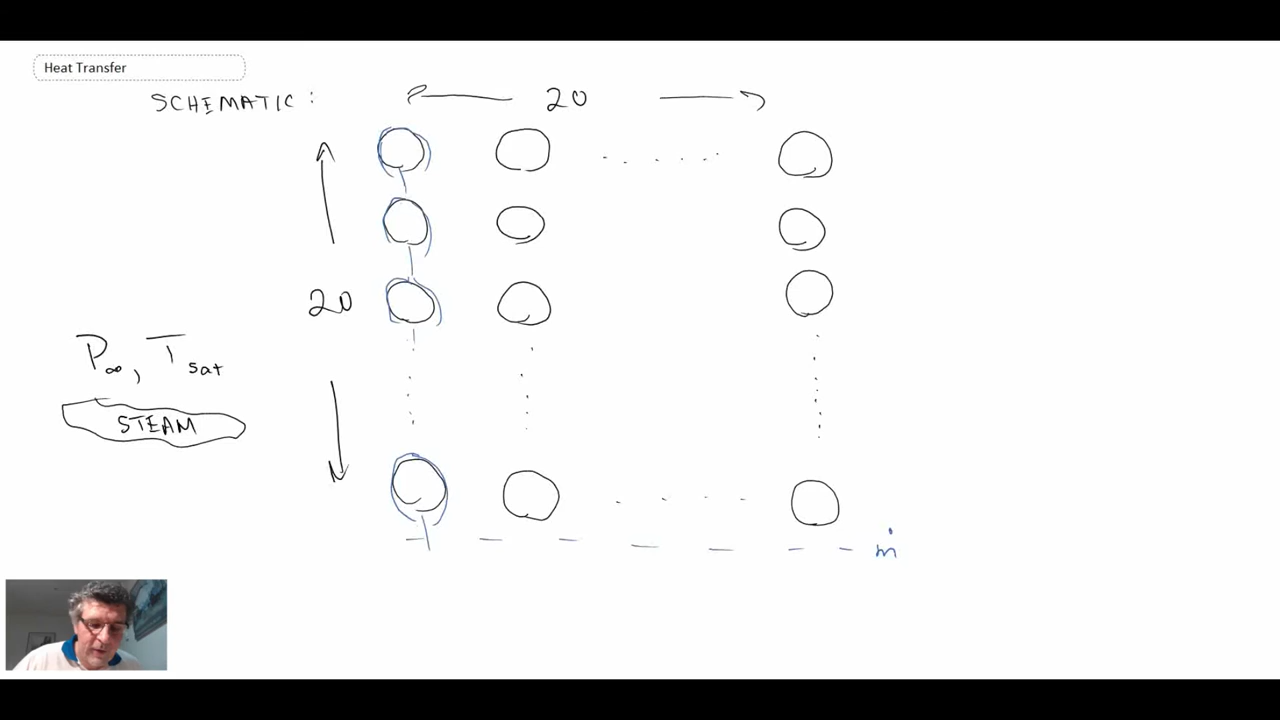 Heat Transfer
SCHEMATIC :
20
20
P∞, Tsat
STEAM
ṁ